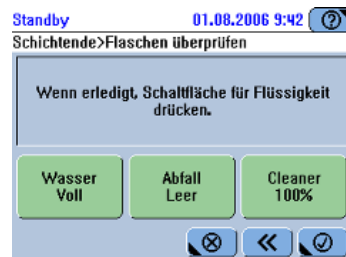 Standby 01.08.2006 9:42 ?
Schichtende>Flaschen überprüfen
Wenn erledigt, Schaltfläche für Flüssigkeit
drücken.
Wasser Abfall Cleaner
Voll Leer 100%